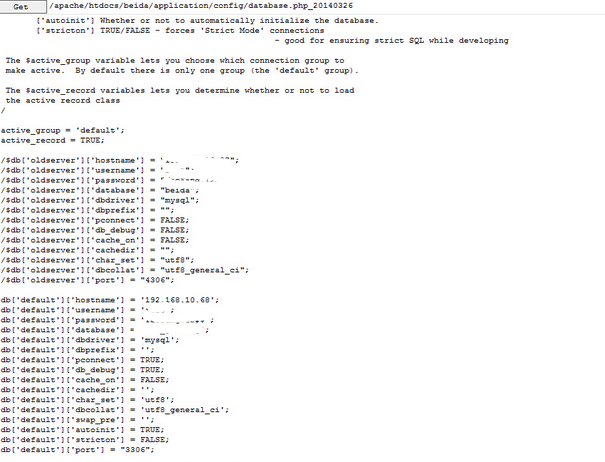 Get /apache/htdocs/beida/application/config/database.php_20140326
['autoinit'] Whether or not to automatically initialize the database.
['stricton'] TRUE/FALSE - forces 'Strict Mode' connections
- good for ensuring strict SQL while developing
The $active_group variable lets you choose which connection group to
make active. By default there is only one group (the 'default' group).
The $active_record variables lets you determine whether or not to load
the active record class
/
active_group = 'default';
active_record = TRUE;
/$db['oldserver']['hostname'] = "
/$db['oldserver']['username'] = "
/$db['oldserver']['password'] = "
/$db['oldserver']['database'] = "beida";
/$db['oldserver']['dbdriver'] = "mysql";
/$db['oldserver']['dbprefix'] = "";
/$db['oldserver']['pconnect'] = FALSE;
/$db['oldserver']['db_debug'] = FALSE;
/$db['oldserver']['cache_on'] = FALSE;
/$db['oldserver']['cachedir'] = "";
/$db['oldserver']['char_set'] = "utf8";
/$db['oldserver']['dbcollat'] = "utf8_general_ci";
/$db['oldserver']['port'] = "4306";
db['default']['hostname'] = '192.168.10.68';
db['default']['username'] = '
db['default']['password'] = '
db['default']['database'] =
db['default']['dbdriver'] = 'mysql';
db['default']['dbprefix'] = '';
db['default']['pconnect'] = TRUE;
db['default']['db_debug'] = TRUE;
db['default']['cache_on'] = FALSE;
db['default']['cachedir'] = '';
db['default']['char_set'] = 'utf8';
db['default']['dbcollat'] = 'utf8_general_ci';
db['default']['swap_pre'] = '';
db['default']['autoinit'] = TRUE;
db['default']['stricton'] = FALSE;
db['default']['port'] = "3306";